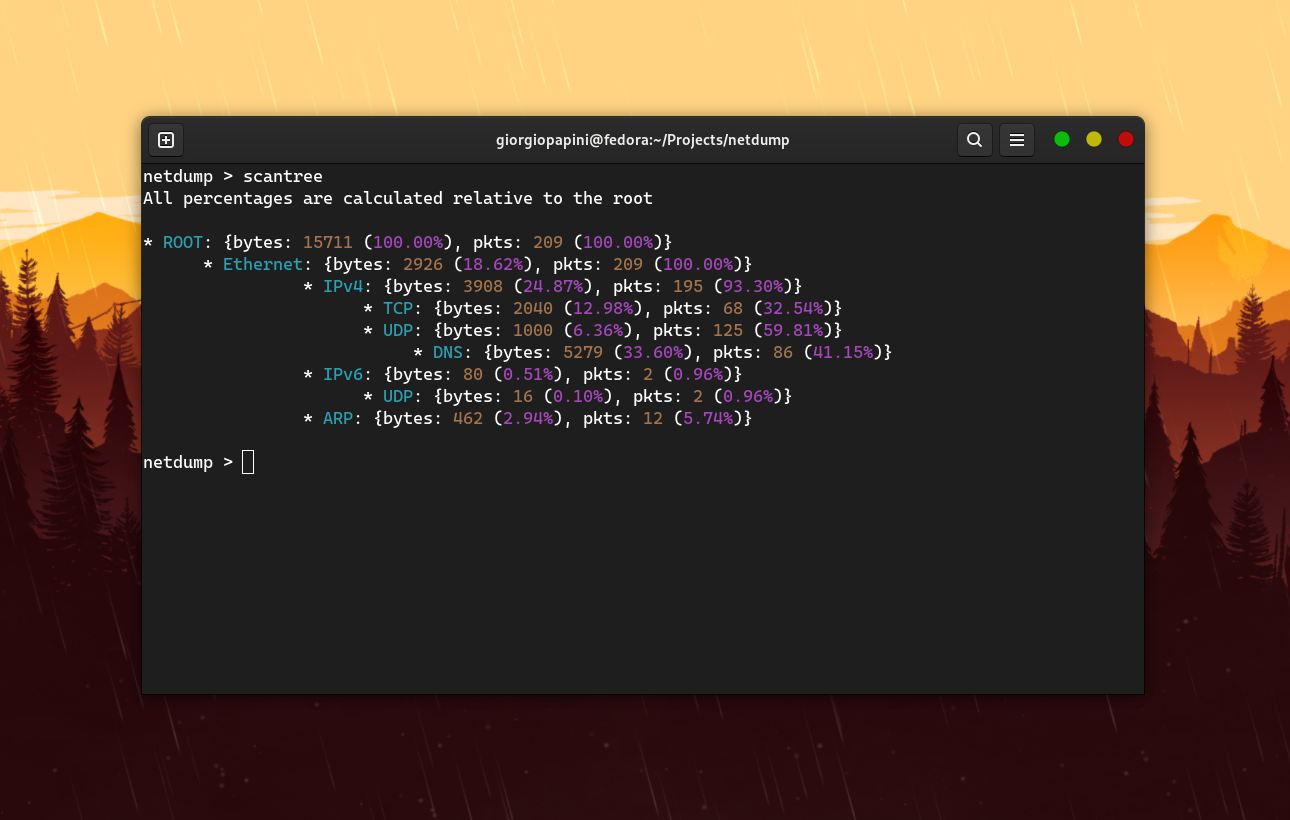 giorgiopapini@fedora:~/Projects/netdump
netdump > scantree
All percentages are calculated relative to the root
* ROOT: {bytes: 15711 (100.00%), pkts: 209 (100.00%)}
* Ethernet: {bytes: 2926 (18.62%), pkts: 209 (100.00%)}
* IPv4: {bytes: 3908 (24.87%), pkts: 195 (93.30%)}
* TCP: {bytes: 2040 (12.98%), pkts: 68 (32.54%)}
* UDP: {bytes: 1000 (6.36%), pkts: 125 (59.81%)}
* DNS: {bytes: 5279 (33.60%), pkts: 86 (41.15%)}
* IPv6: {bytes: 80 (0.51%), pkts: 2 (0.96%)}
* UDP: {bytes: 16 (0.10%), pkts: 2 (0.96%)}
* ARP: {bytes: 462 (2.94%), pkts: 12 (5.74%)}
netdump >